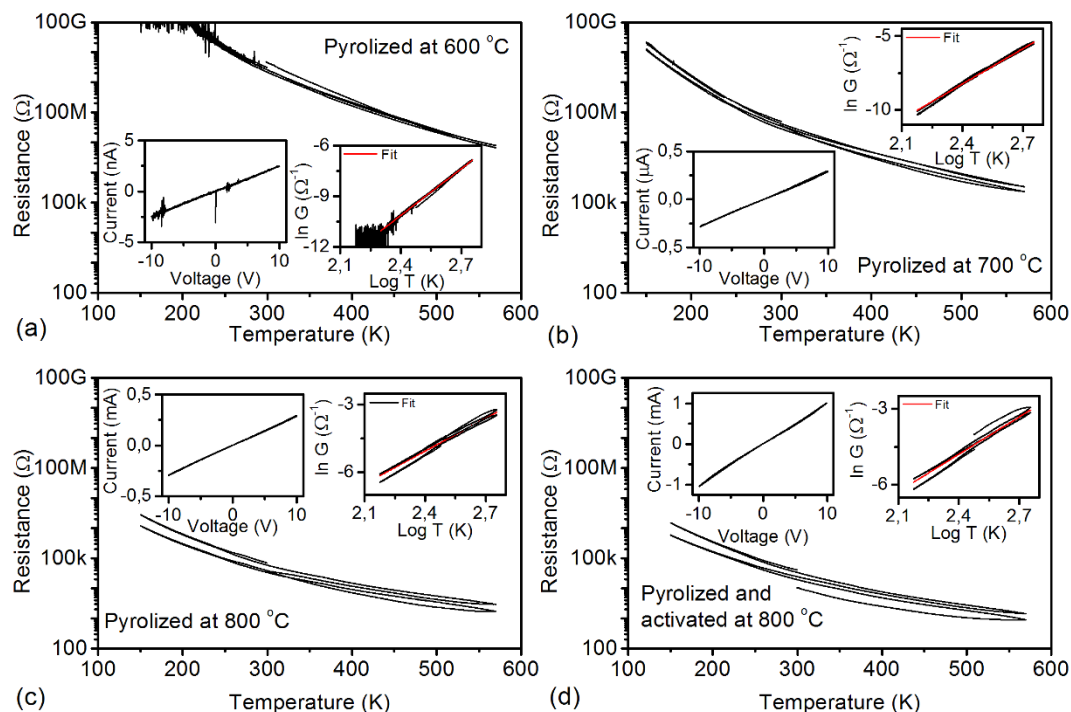 (a)
Pyrolized at 600 °C
100G
100M
100k
100
Resistance (Ω)
100 200 300 400 500 600
Temperature (K)
5
0
-5
Current (nA)
-10 0 10
Voltage (V)
Fit
-6
-9
-12
ln G (Ω⁻¹)
2,1 2,4 2,7
Log T (K)
(b)
Pyrolized at 700 °C
100G
100M
100k
100
Resistance (Ω)
100 200 300 400 500 600
Temperature (K)
0,5
0,0
-0,5
Current (μA)
-10 0 10
Voltage (V)
Fit
-5
-10
ln G (Ω⁻¹)
2,1 2,4 2,7
Log T (K)
(c)
Pyrolized at 800 °C
100G
100M
100k
100
Resistance (Ω)
100 200 300 400 500 600
Temperature (K)
0,5
0,0
-0,5
Current (mA)
-10 0 10
Voltage (V)
Fit
-3
-6
ln G (Ω⁻¹)
2,1 2,4 2,7
Log T (K)
(d)
Pyrolized and
activated at 800 °C
100G
100M
100k
100
Resistance (Ω)
100 200 300 400 500 600
Temperature (K)
1
0
-1
Current (mA)
-10 0 10
Voltage (V)
Fit
-3
-6
ln G (Ω⁻¹)
2,1 2,4 2,7
Log T (K)